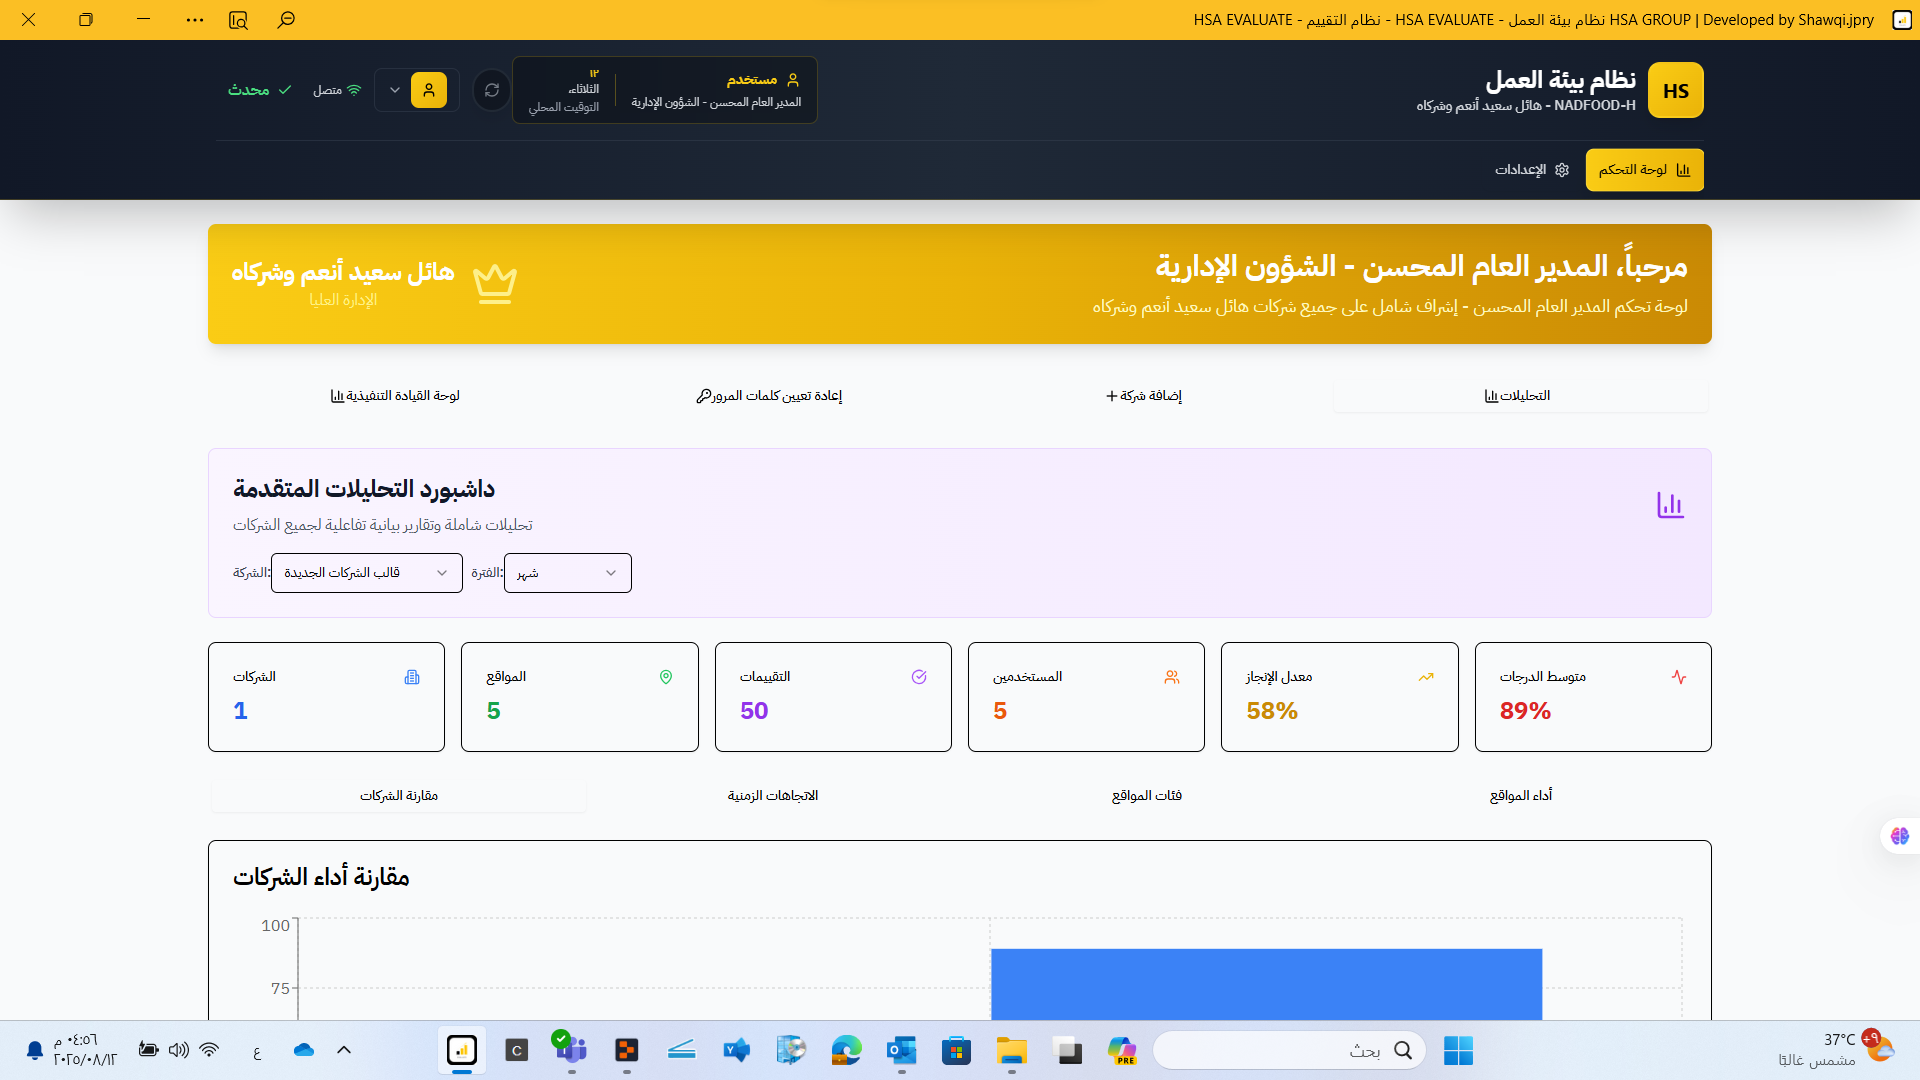 HSA EVALUATE - نظام التقييم - HSA EVALUATE - نظام بيئة العمل HSA GROUP | Developed by Shawqi.jpry
HS
نظام بيئة العمل
NADFOOD-H - هائل سعيد أنعم وشركاه
مستخدم
المدير العام المحسن - الشؤون الإدارية
١٢
الثلاثاء،
التوقيت المحلي
متصل
محدث
لوحة التحكم
الإعدادات
مرحباً، المدير العام المحسن - الشؤون الإدارية
لوحة تحكم المدير العام المحسن - إشراف شامل على جميع شركات هائل سعيد أنعم وشركاه
هائل سعيد أنعم وشركاه
الإدارة العليا
التحليلات
إضافة شركة
إعادة تعيين كلمات المرور
لوحة القيادة التنفيذية
داشبورد التحليلات المتقدمة
تحليلات شاملة وتقارير بيانية تفاعلية لجميع الشركات
الشركة:
قالب الشركات الجديدة
الفترة:
شهر
متوسط الدرجات
89%
معدل الإنجاز
58%
المستخدمين
5
التقييمات
50
المواقع
5
الشركات
1
أداء المواقع
فئات المواقع
الاتجاهات الزمنية
مقارنة الشركات
مقارنة أداء الشركات
100
75
37°C
مشمس غالبًا
+٩
بحث
PRE
C
ع
٠٤:٥٦ م
٢٠٢٥/٠٨/١٢